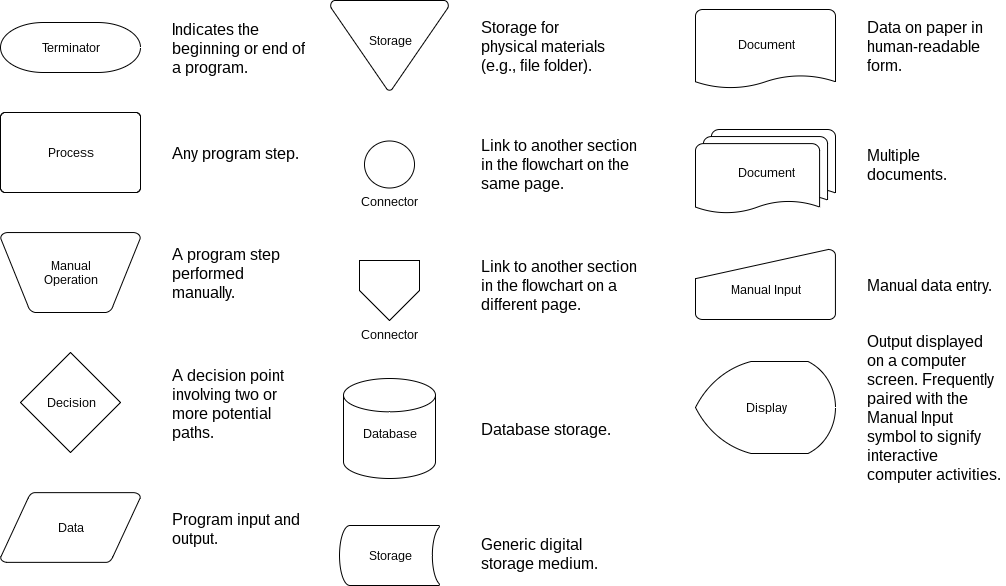 Terminator
Indicates the
beginning or end of
a program.
Process
Any program step.
Manual
Operation
A program step
performed
manually.
Decision
A decision point
involving two or
more potential
paths.
Data
Program input and
output.
Storage
Storage for
physical materials
(e.g., file folder).
Connector
Link to another section
in the flowchart on the
same page.
Connector
Link to another section
in the flowchart on a
different page.
Database
Database storage.
Storage
Generic digital
storage medium.
Document
Data on paper in
human-readable
form.
Document
Multiple
documents.
Manual Input
Manual data entry.
Display
Output displayed
on a computer
screen. Frequently
paired with the
Manual Input
symbol to signify
interactive
computer activities.